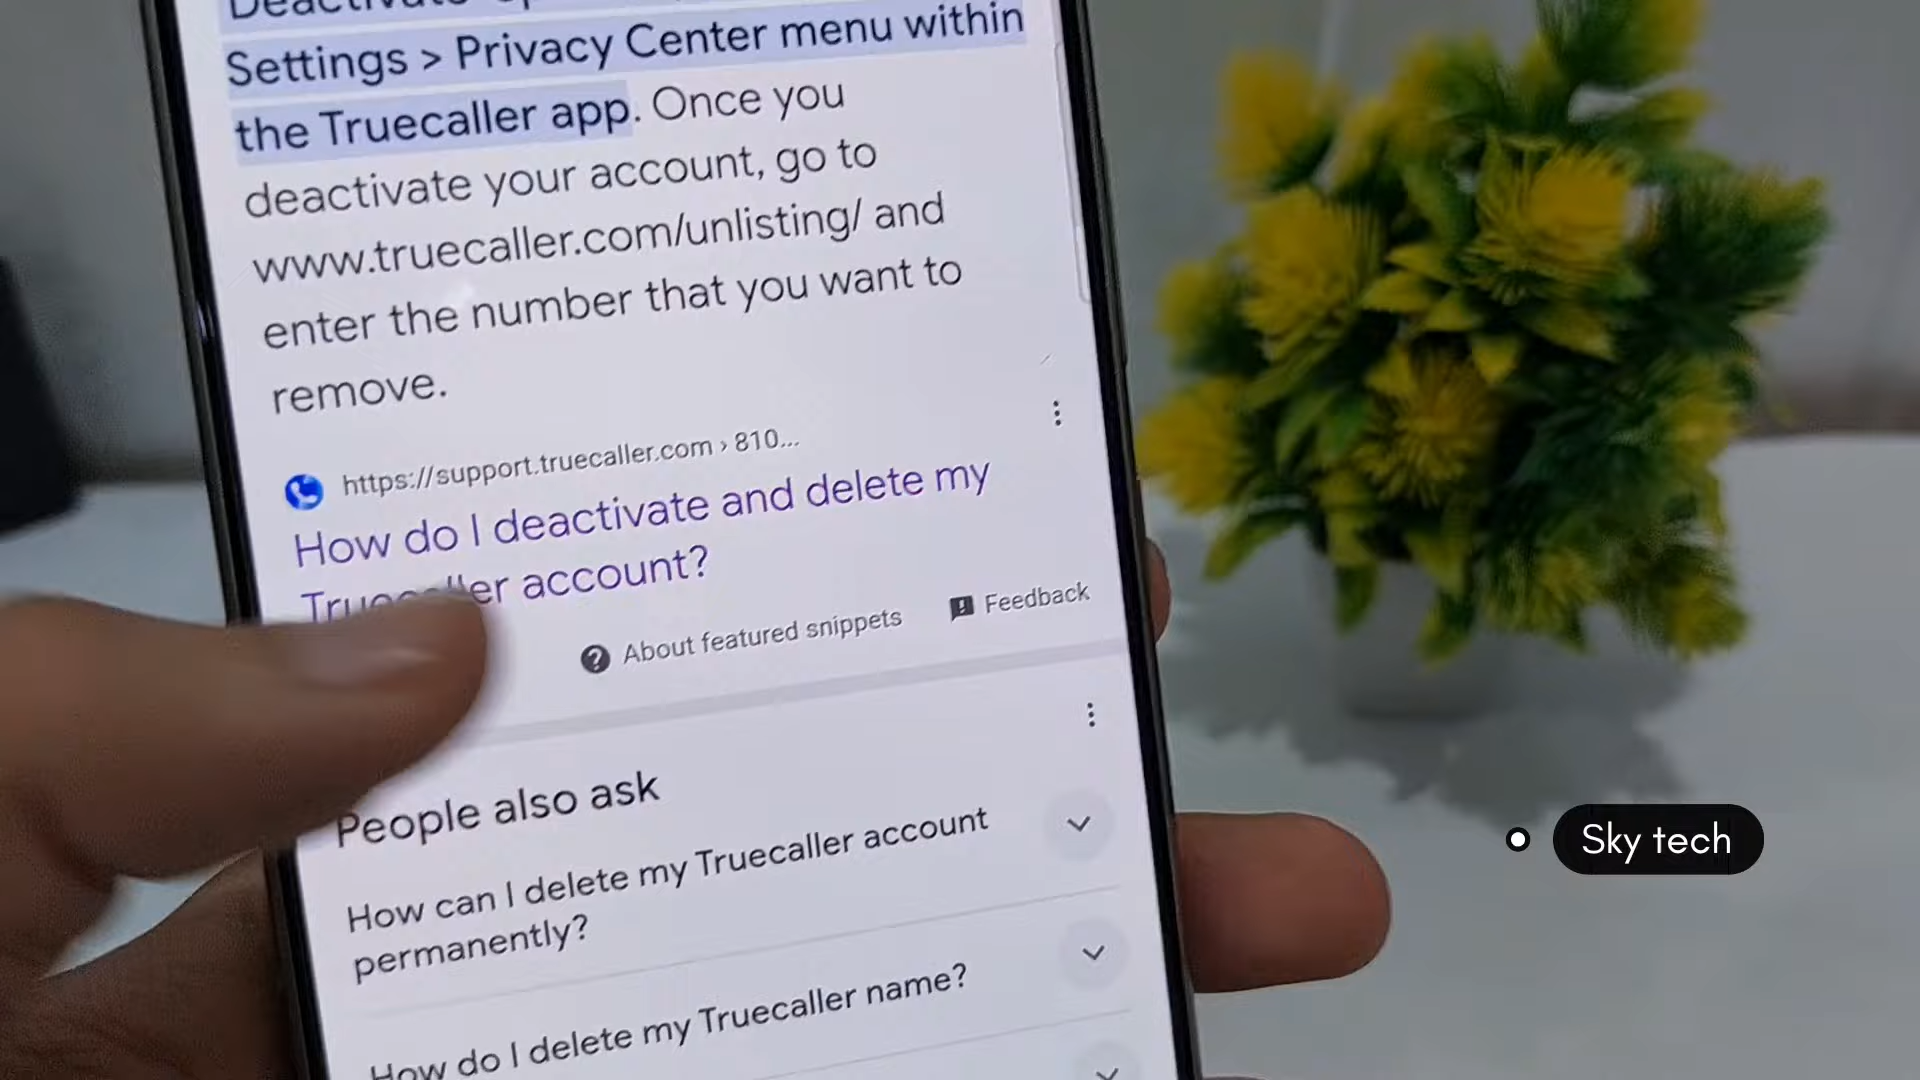 Deactivate
Settings > Privacy Center menu within
the Truecaller app. Once you
deactivate your account, go to
www.truecaller.com/unlisting/ and
enter the number that you want to
remove.
https://support.truecaller.com › 810...
How do I deactivate and delete my
Truecaller account?
About featured snippets
Feedback
People also ask
How can I delete my Truecaller account
permanently?
How do I delete my Truecaller name?
Sky tech